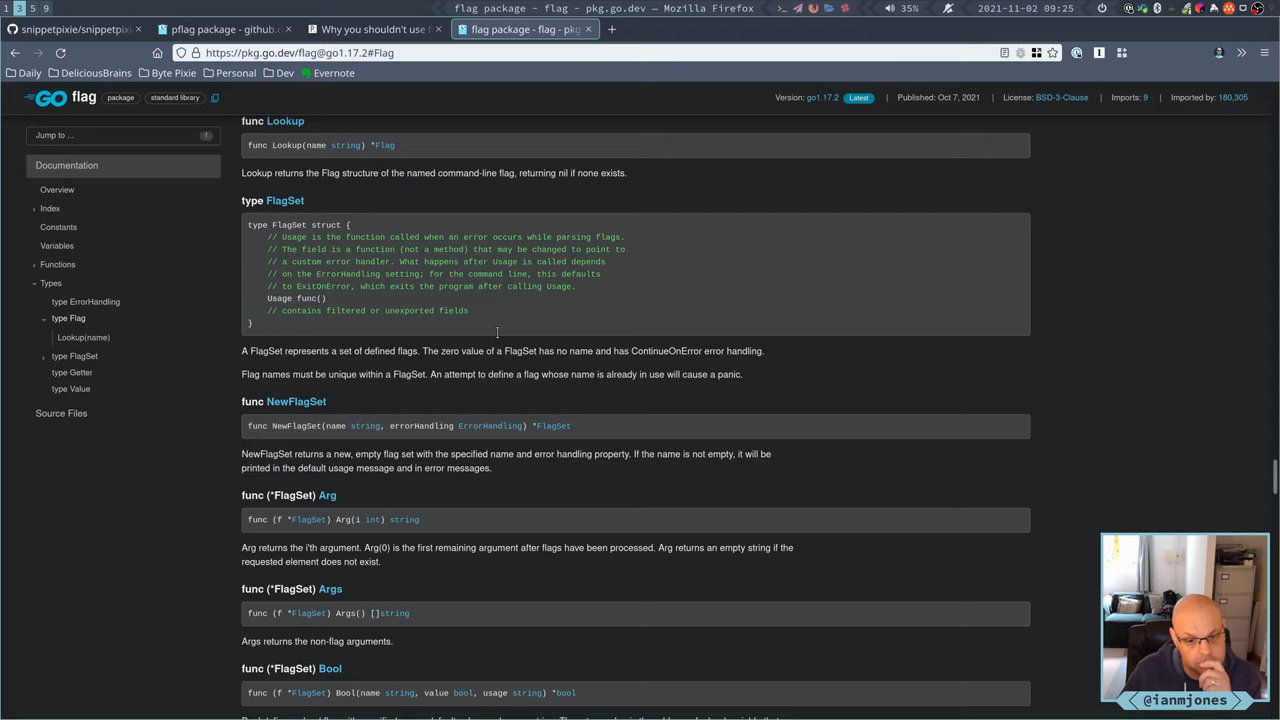 1 3 5 9
flag package - flag - pkg.go.dev — Mozilla Firefox
35%
2021-11-02 09:25
snippetpixie/snippetpixi
pflag package - github.c
Why you shouldn't use f
flag package - flag - pkg
https://pkg.go.dev/flag@go1.17.2#Flag
Daily
DeliciousBrains
Byte Pixie
Personal
Dev
Evernote
GO flag package standard library
Version: go1.17.2 Latest Published: Oct 7, 2021 License: BSD-3-Clause Imports: 9 Imported by: 180,305
Jump to ... f
Documentation
Overview
Index
Constants
Variables
Functions
Types
type ErrorHandling
type Flag
Lookup(name)
type FlagSet
type Getter
type Value
Source Files
func Lookup
func Lookup(name string) *Flag
Lookup returns the Flag structure of the named command-line flag, returning nil if none exists.
type FlagSet
type FlagSet struct {
// Usage is the function called when an error occurs while parsing flags.
// The field is a function (not a method) that may be changed to point to
// a custom error handler. What happens after Usage is called depends
// on the ErrorHandling setting; for the command line, this defaults
// to ExitOnError, which exits the program after calling Usage.
Usage func()
// contains filtered or unexported fields
}
A FlagSet represents a set of defined flags. The zero value of a FlagSet has no name and has ContinueOnError error handling.
Flag names must be unique within a FlagSet. An attempt to define a flag whose name is already in use will cause a panic.
func NewFlagSet
func NewFlagSet(name string, errorHandling ErrorHandling) *FlagSet
NewFlagSet returns a new, empty flag set with the specified name and error handling property. If the name is not empty, it will be
printed in the default usage message and in error messages.
func (*FlagSet) Arg
func (f *FlagSet) Arg(i int) string
Arg returns the i'th argument. Arg(0) is the first remaining argument after flags have been processed. Arg returns an empty string if the
requested element does not exist.
func (*FlagSet) Args
func (f *FlagSet) Args() []string
Args returns the non-flag arguments.
func (*FlagSet) Bool
func (f *FlagSet) Bool(name string, value bool, usage string) *bool
@ianmjones